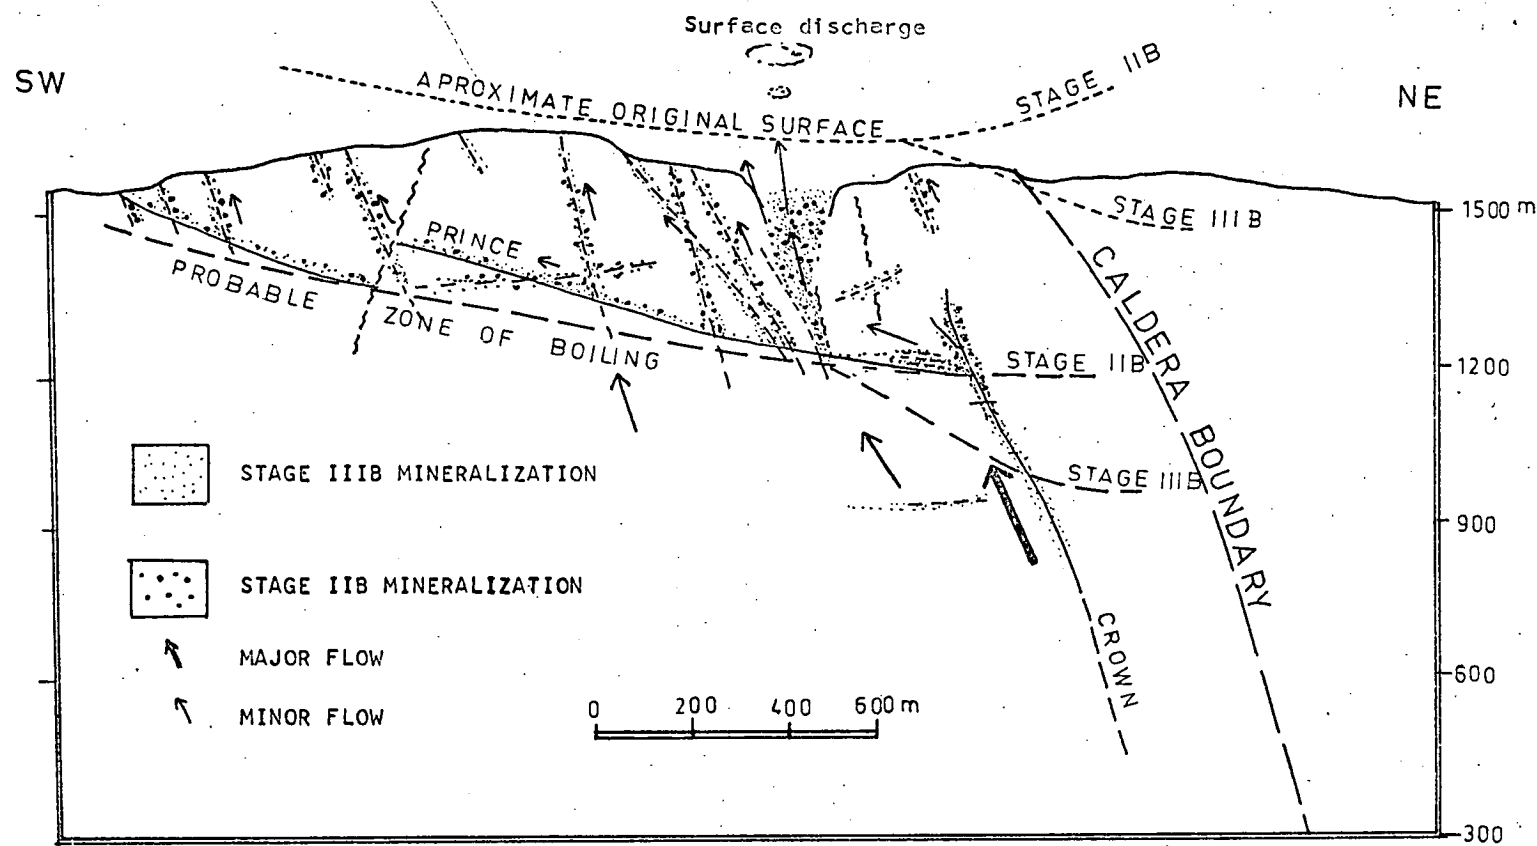 Surface discharge
SW
NE
APROXIMATE ORIGINAL SURFACE
STAGE IIB
STAGE IIIB
1500 m
PRINCE
PROBABLE ZONE OF BOILING
CALDERA BOUNDARY
STAGE IIB
1200
STAGE IIIB
900
STAGE IIIB MINERALIZATION
STAGE IIB MINERALIZATION
CROWN
600
MAJOR FLOW
MINOR FLOW
0 200 400 600 m
300